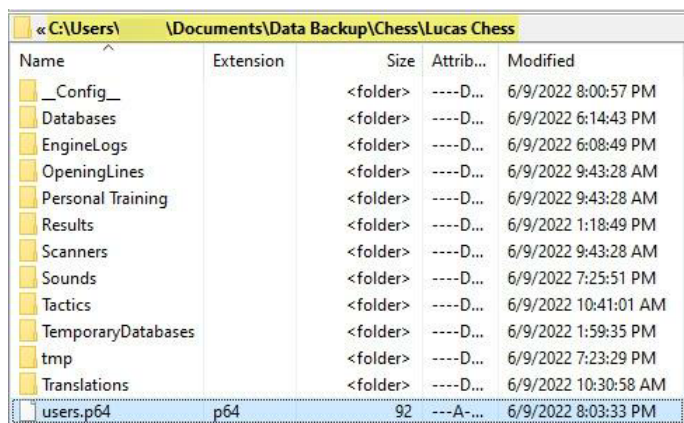 « C:\Users\ \Documents\Data Backup\Chess\Lucas Chess
Name Extension Size Attrib... Modified
__Config__ <folder> ----D... 6/9/2022 8:00:57 PM
Databases <folder> ----D... 6/9/2022 6:14:43 PM
EngineLogs <folder> ----D... 6/9/2022 6:08:49 PM
OpeningLines <folder> ----D... 6/9/2022 9:43:28 AM
Personal Training <folder> ----D... 6/9/2022 9:43:28 AM
Results <folder> ----D... 6/9/2022 1:18:49 PM
Scanners <folder> ----D... 6/9/2022 9:43:28 AM
Sounds <folder> ----D... 6/9/2022 7:25:51 PM
Tactics <folder> ----D... 6/9/2022 10:41:01 AM
TemporaryDatabases <folder> ----D... 6/9/2022 1:59:35 PM
tmp <folder> ----D... 6/9/2022 7:23:29 PM
Translations <folder> ----D... 6/9/2022 10:30:58 AM
users.p64 p64 92 ---A-... 6/9/2022 8:03:33 PM